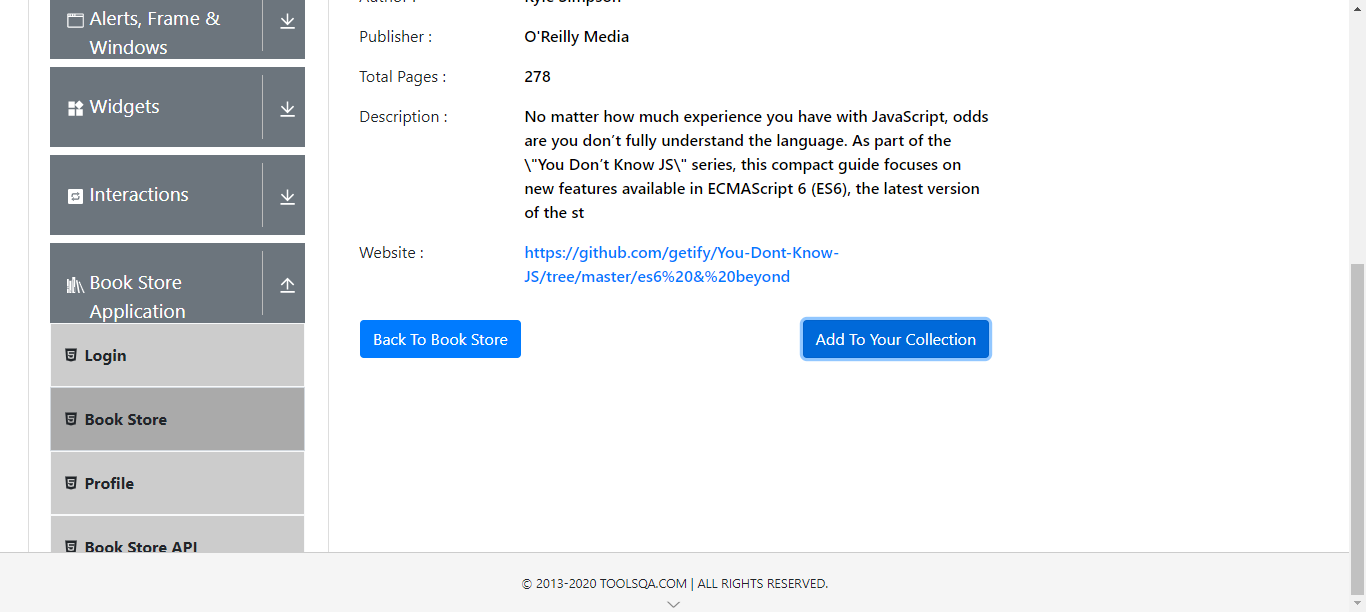 Alerts, Frame &
Windows
Widgets
Interactions
Book Store
Application
Login
Book Store
Profile
Book Store API
Author :
Kyle Simpson
Publisher :
O'Reilly Media
Total Pages :
278
Description :
No matter how much experience you have with JavaScript, odds
are you don’t fully understand the language. As part of the
\"You Don’t Know JS\" series, this compact guide focuses on
new features available in ECMAScript 6 (ES6), the latest version
of the st
Website :
https://github.com/getify/You-Dont-Know-
JS/tree/master/es6%20&%20beyond
Back To Book Store
Add To Your Collection
© 2013-2020 TOOLSQA.COM | ALL RIGHTS RESERVED.